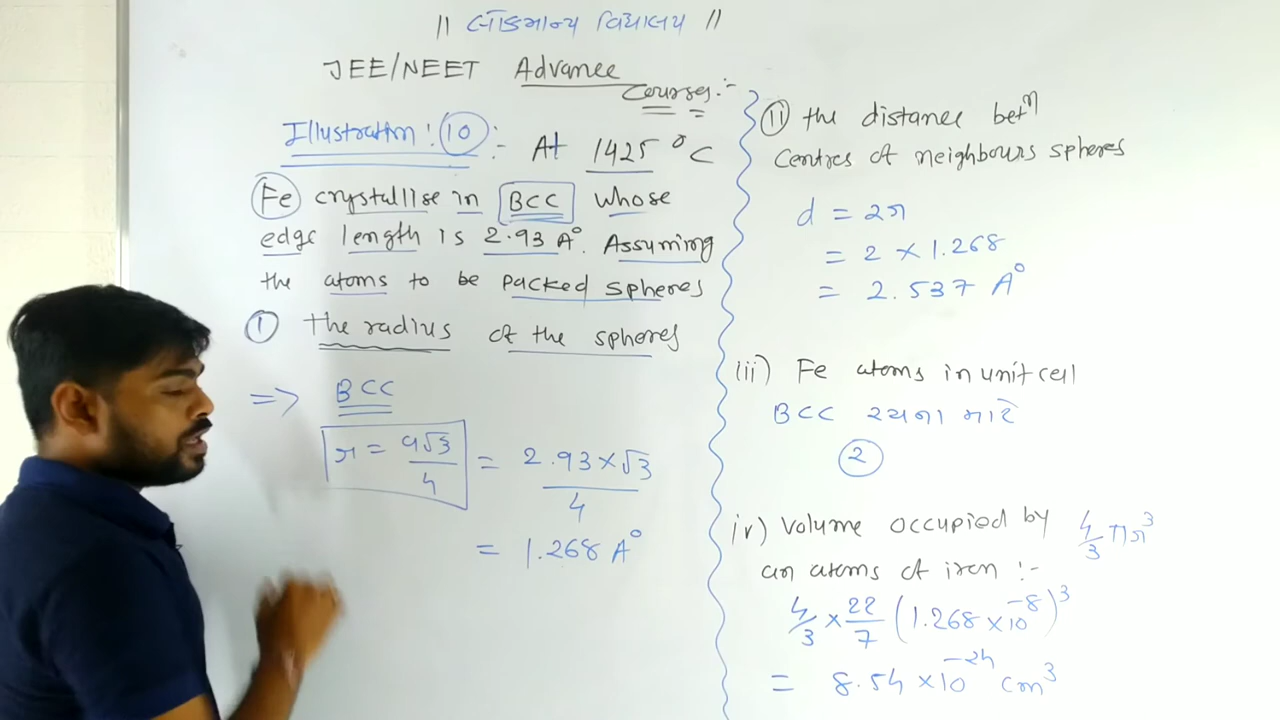 || લોકમાન્ય વિદ્યાલય ||
JEE/NEET Advance
Courses:-
Illustration: 10 :- At 1425 °C
Fe crystallise in BCC whose
edge length is 2.93 A°. Assuming
the atoms to be packed spheres
① the radius of the spheres
=> BCC
r = a√3/4 = 2.93×√3/4
= 1.268 A°
② the distance betⁿ
centres of neighbours spheres
d = 2r
= 2 × 1.268
= 2.537 A°
iii) Fe atoms in unit cell
BCC રચના માટે
2
iv) Volume occupied by 4/3 πr³
an atoms of iron :-
4/3 × 22/7 (1.268×10⁻⁸)³
= 8.54 ×10⁻²⁴ cm³